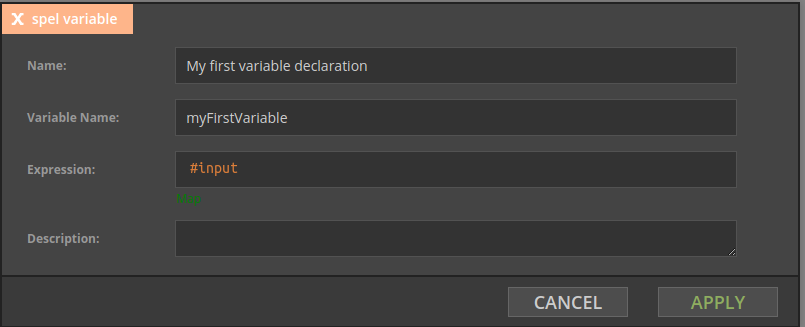 X spel variable
Name: My first variable declaration
Variable Name: myFirstVariable
Expression: #input
Map
Description:
CANCEL APPLY